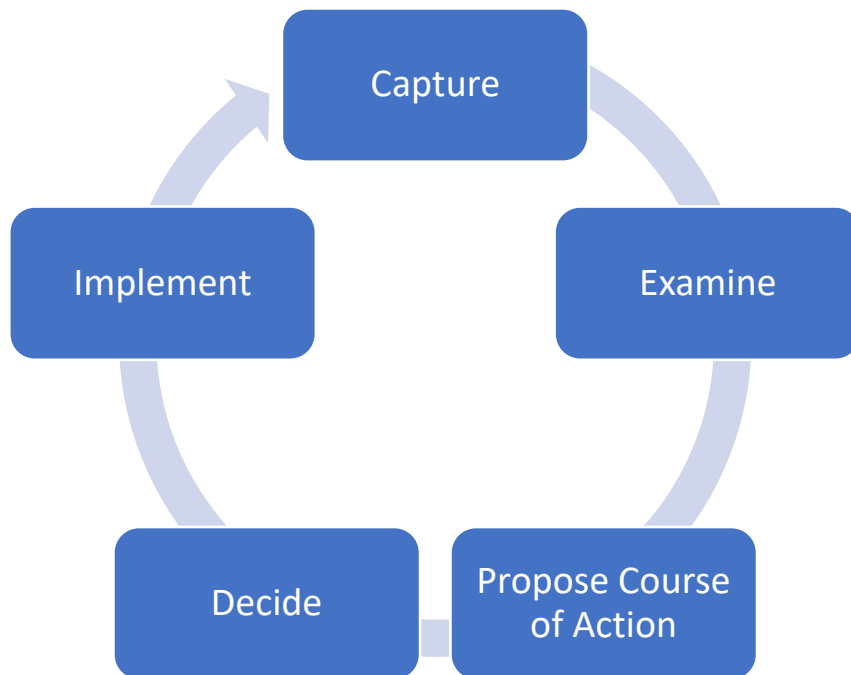 Capture
Examine
Propose Course
of Action
Decide
Implement